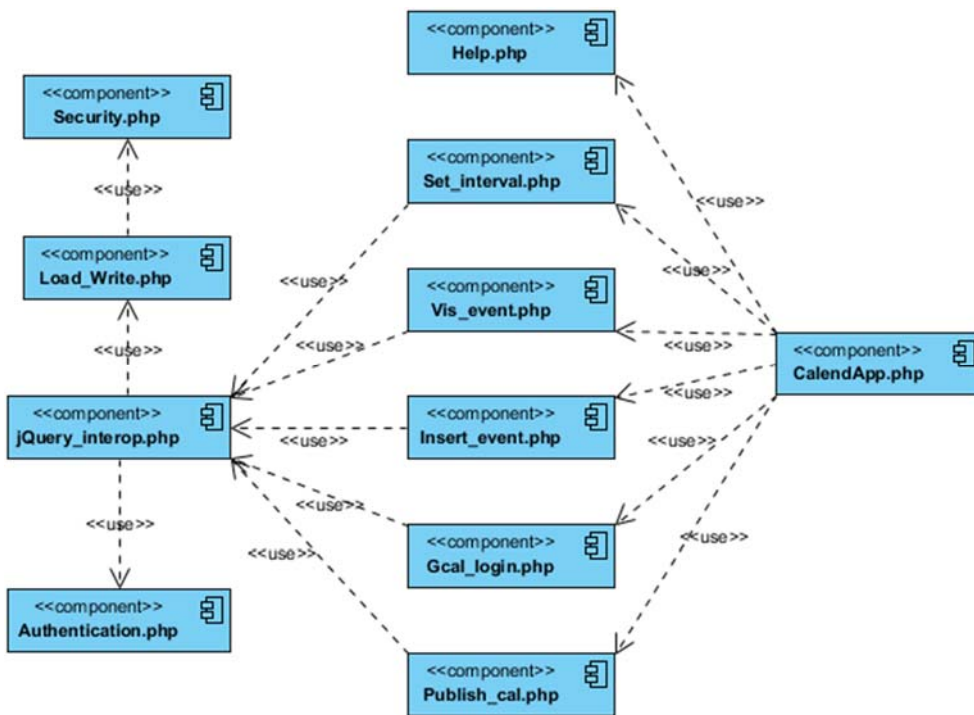 <<component>>
Help.php
<<component>>
Security.php
<<component>>
Set_interval.php
<<use>>
<<use>>
<<component>>
Load_Write.php
<<use>>
<<use>>
<<component>>
Vis_event.php
<<use>>
<<use>>
<<use>>
<<component>>
CalendApp.php
<<use>>
<<component>>
jQuery_interop.php
<<use>>
<<component>>
Insert_event.php
<<use>>
<<use>>
<<use>>
<<component>>
Gcal_login.php
<<use>>
<<use>>
<<component>>
Authentication.php
<<component>>
Publish_cal.php